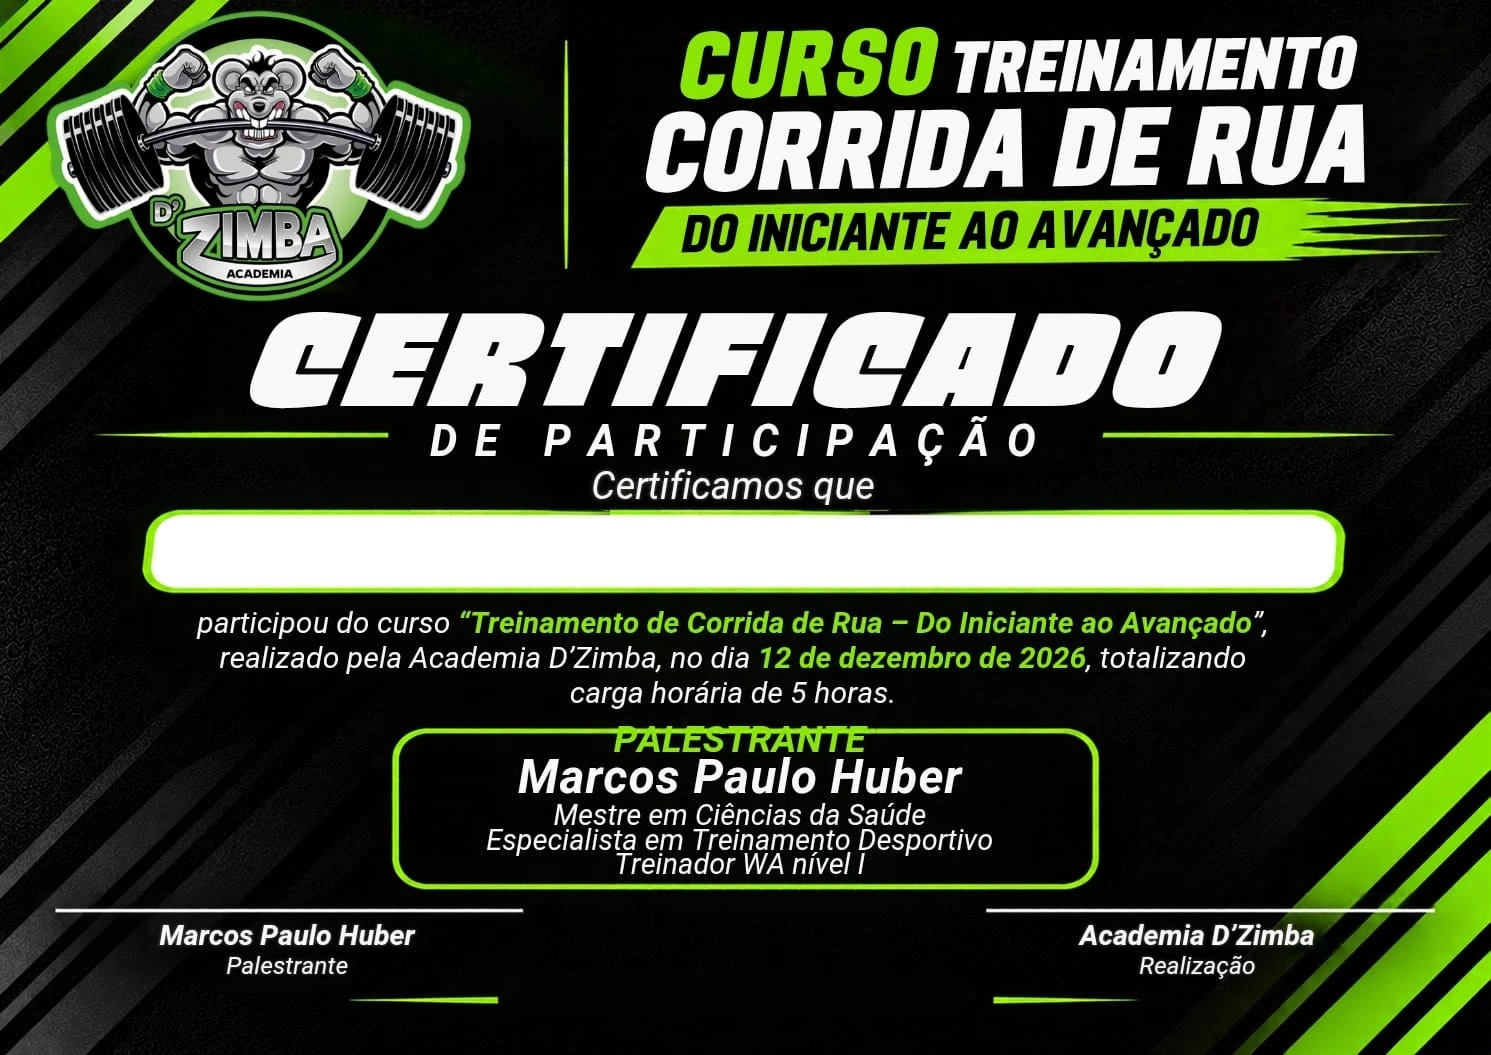 D' ZIMBA
ACADEMIA
CURSO TREINAMENTO
CORRIDA DE RUA
DO INICIANTE AO AVANÇADO
CERTIFICADO
DE PARTICIPAÇÃO
Certificamos que
participou do curso “Treinamento de Corrida de Rua – Do Iniciante ao Avançado”,
realizado pela Academia D’Zimba, no dia 12 de dezembro de 2026, totalizando
carga horária de 5 horas.
PALESTRANTE
Marcos Paulo Huber
Mestre em Ciências da Saúde
Especialista em Treinamento Desportivo
Treinador WA nível I
Marcos Paulo Huber
Palestrante
Academia D’Zimba
Realização